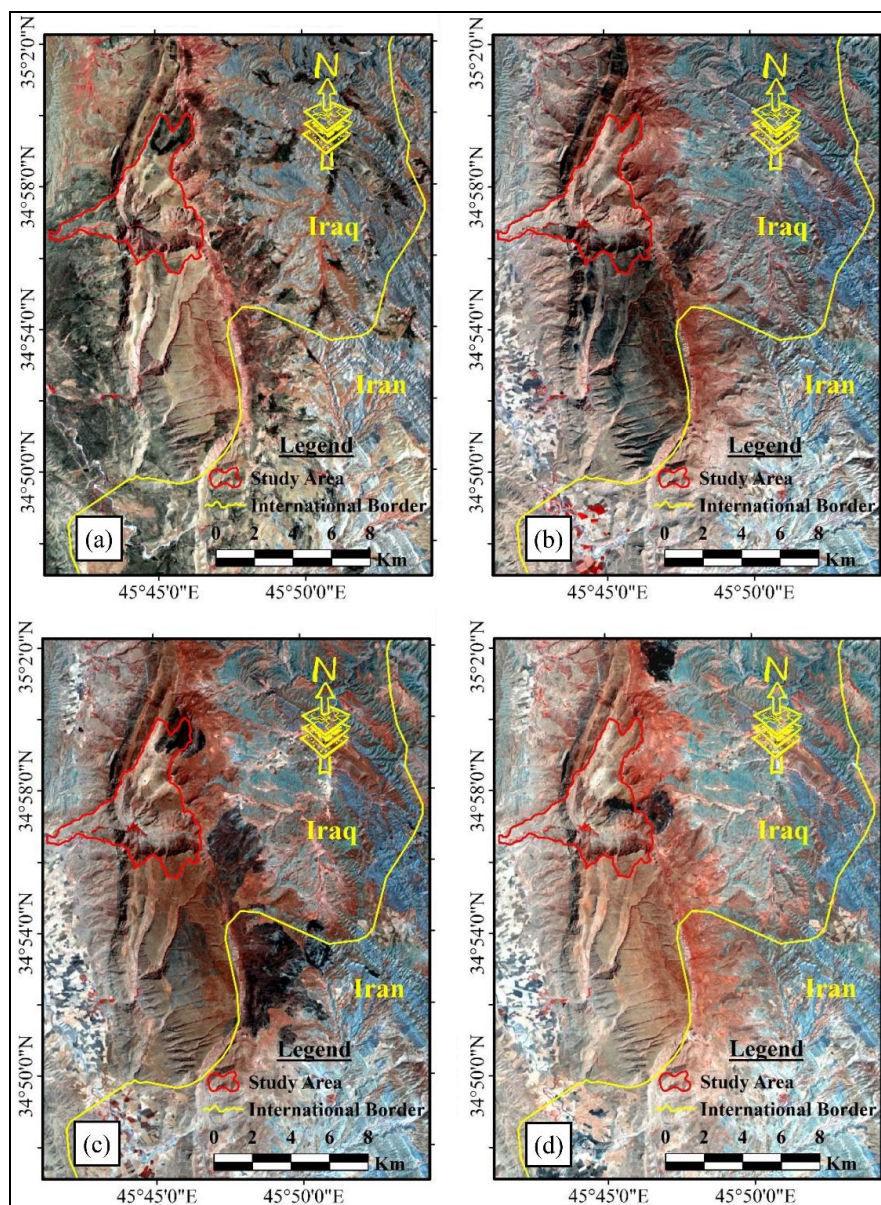 35°2'0"N
34°58'0"N
34°54'0"N
34°50'0"N
N
Iraq
Iran
Legend
Study Area
International Border
0 2 4 6 8
Km
(a)
45°45'0"E 45°50'0"E
35°2'0"N
34°58'0"N
34°54'0"N
34°50'0"N
N
Iraq
Iran
Legend
Study Area
International Border
0 2 4 6 8
Km
(b)
45°45'0"E 45°50'0"E
35°2'0"N
34°58'0"N
34°54'0"N
34°50'0"N
N
Iraq
Iran
Legend
Study Area
International Border
0 2 4 6 8
Km
(c)
45°45'0"E 45°50'0"E
35°2'0"N
34°58'0"N
34°54'0"N
34°50'0"N
N
Iraq
Iran
Legend
Study Area
International Border
0 2 4 6 8
Km
(d)
45°45'0"E 45°50'0"E